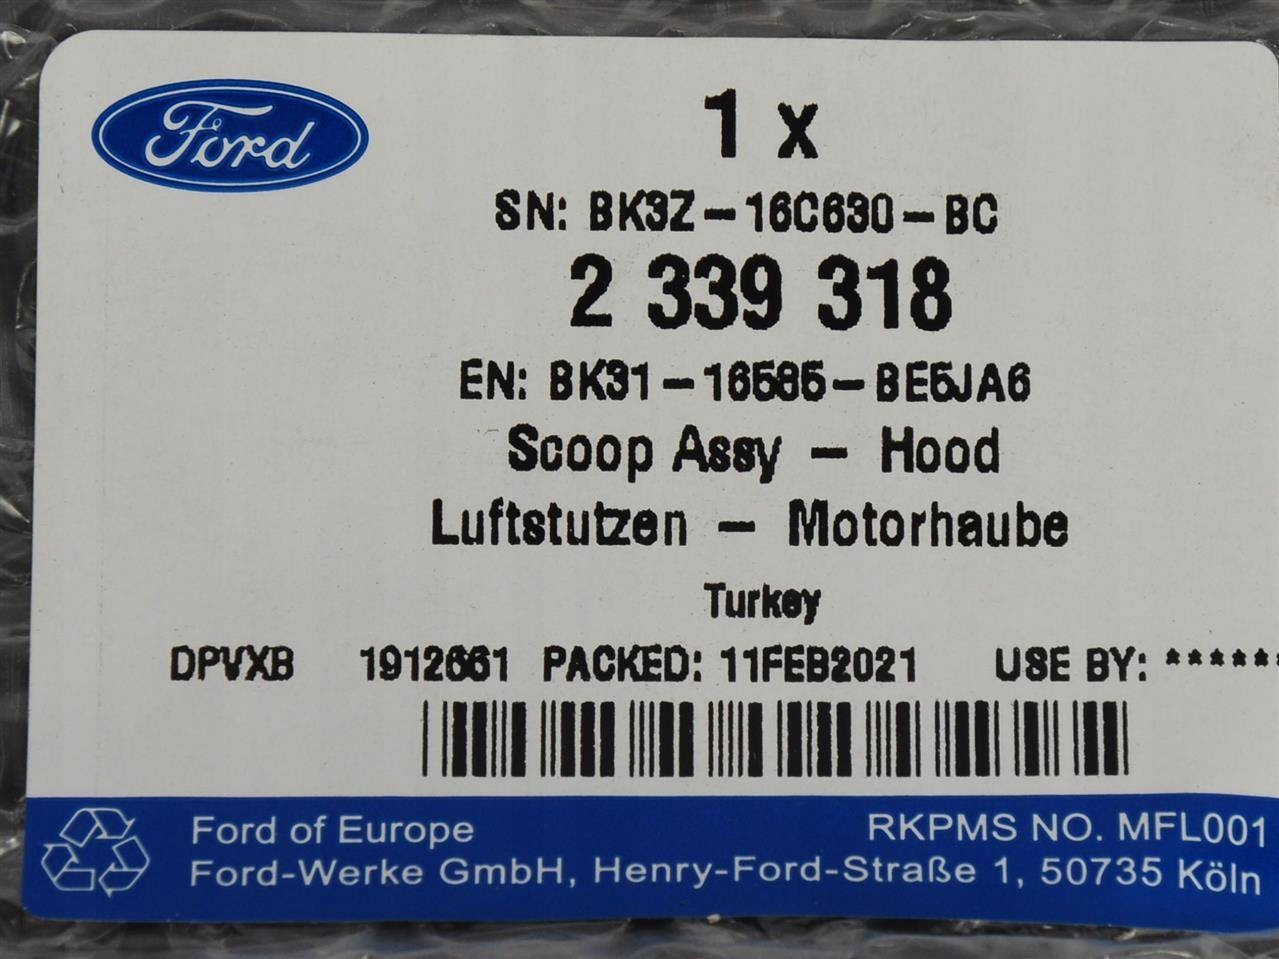 Ford
1 x
SN: BK3Z-16C630-BC
2 339 318
EN: BK31-16585-BE5JA6
Scoop Assy - Hood
Luftstutzen - Motorhaube
Turkey
DPVXB 1912661 PACKED: 11FEB2021 USE BY: ******
Ford of Europe
RKPMS NO. MFL001
Ford-Werke GmbH, Henry-Ford-Straße 1, 50735 Köln